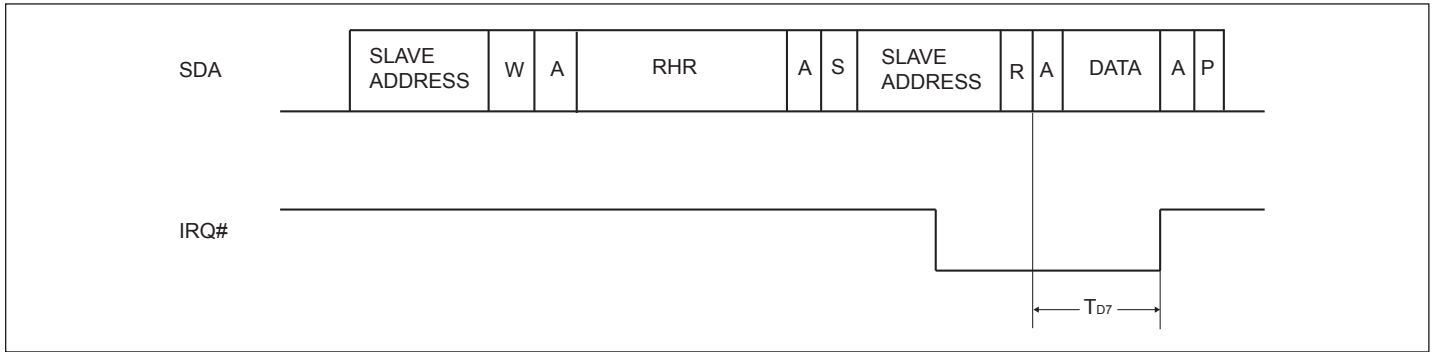 SDA SLAVE ADDRESS W A RHR A S SLAVE ADDRESS R A DATA A P
IRQ#
TD7